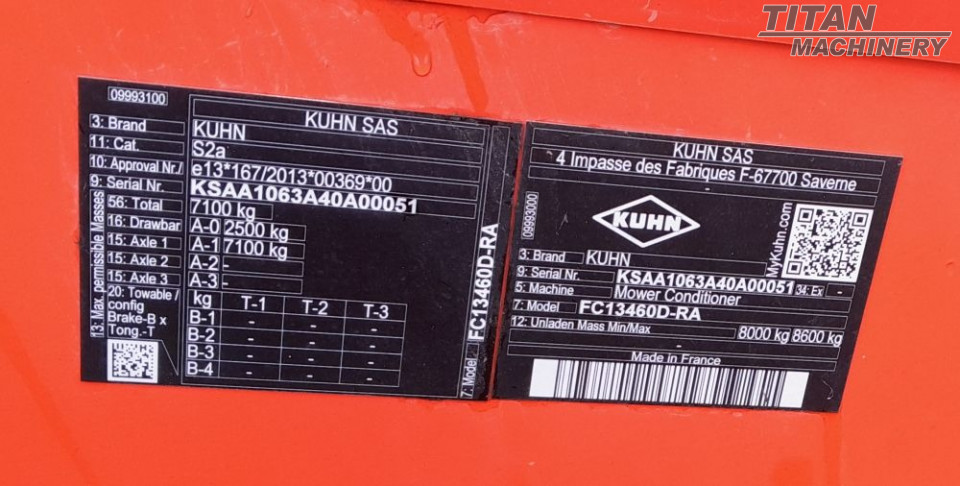 TITAN
MACHINERY
09993100
KUHN SAS
3: Brand KUHN
11: Cat. S2a
10: Approval Nr./ e13*167/2013*00369*00
9: Serial Nr. KSAA1063A40A00051
13: Max. permissible Masses
56: Total 7100 kg
16: Drawbar A-0 2500 kg
15: Axle 1 A-1 7100 kg
15: Axle 2 A-2 -
15: Axle 3 A-3 -
20: Towable / config Brake-B x Tong.-T
kg T-1 T-2 T-3
B-1 - - -
B-2 - - -
B-3 - - -
B-4 - - -
7: Model FC13460D-RA
KUHN SAS
4 Impasse des Fabriques F-67700 Saverne
09993000
KUHN
MyKuhn.com
3: Brand KUHN
9: Serial Nr. KSAA1063A40A00051 34: Ex -
5: Machine Mower Conditioner
7: Model FC13460D-RA
12: Unladen Mass Min/Max 8000 kg 8600 kg
- -
Made in France